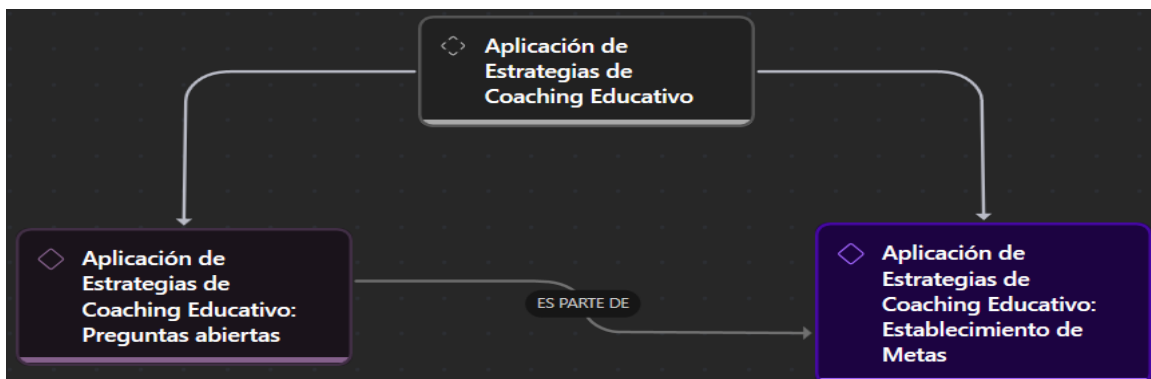 Aplicación de
Estrategias de
Coaching Educativo
Aplicación de
Estrategias de
Coaching Educativo:
Preguntas abiertas
ES PARTE DE
Aplicación de
Estrategias de
Coaching Educativo:
Establecimiento de
Metas